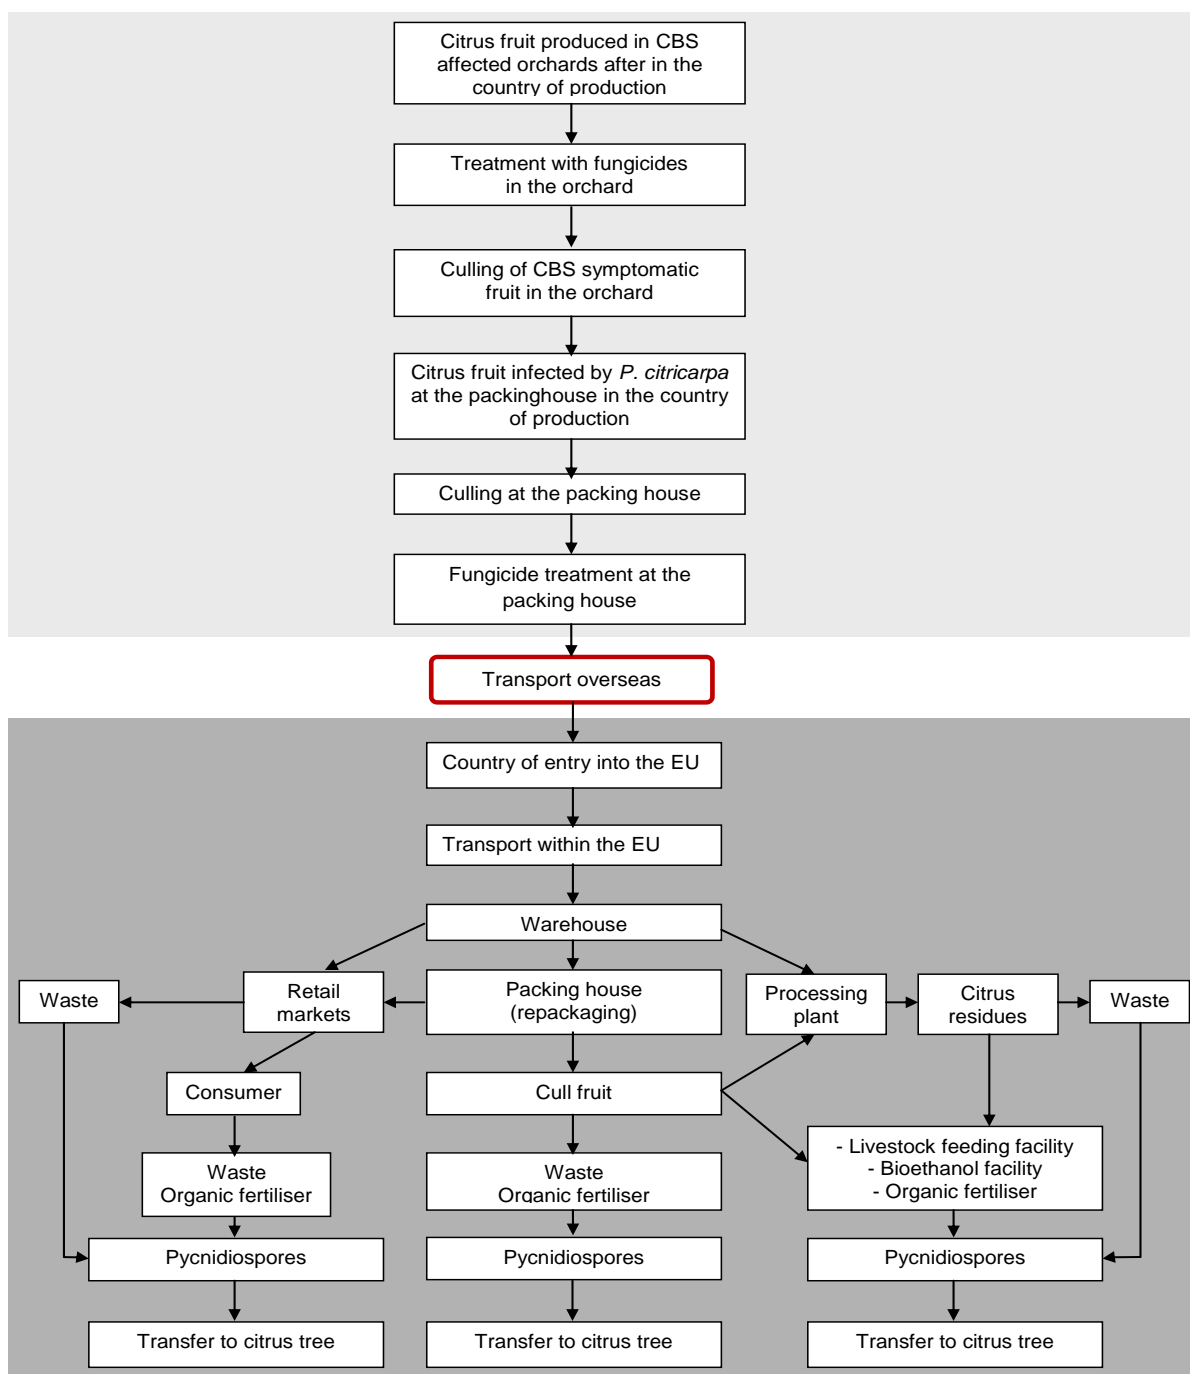 Citrus fruit produced in CBS
affected orchards after in the
country of production
Treatment with fungicides
in the orchard
Culling of CBS symptomatic
fruit in the orchard
Citrus fruit infected by P. citricarpa
at the packinghouse in the country
of production
Culling at the packing house
Fungicide treatment at the
packing house
Transport overseas
Country of entry into the EU
Transport within the EU
Warehouse
Waste
Retail
markets
Packing house
(repackaging)
Processing
plant
Citrus
residues
Waste
Consumer
Cull fruit
- Livestock feeding facility
- Bioethanol facility
- Organic fertiliser
Waste
Organic fertiliser
Waste
Organic fertiliser
Pycnidiospores
Pycnidiospores
Pycnidiospores
Transfer to citrus tree
Transfer to citrus tree
Transfer to citrus tree